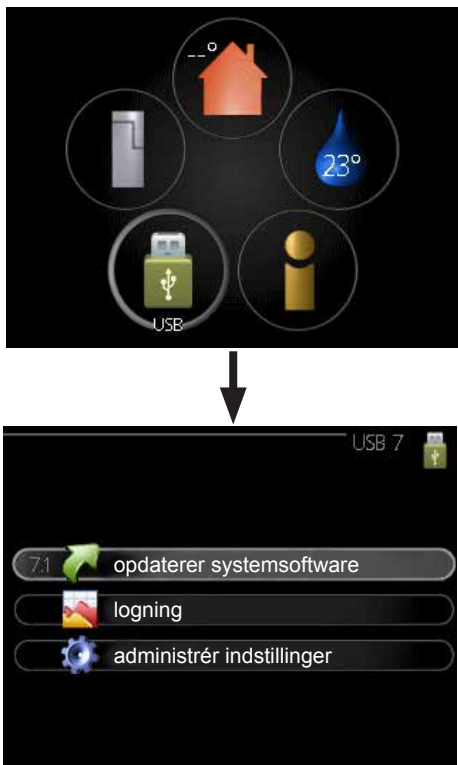 --°
23°
USB
USB 7
7.1 opdaterer systemsoftware
logning
administrér indstillinger